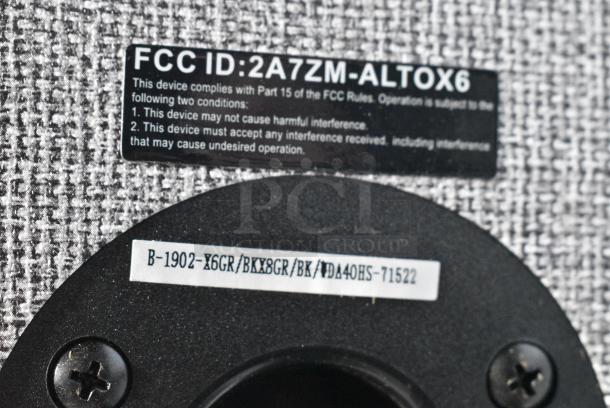 FCC ID:2A7ZM-ALTOX6
This device complies with Part 15 of the FCC Rules. Operation is subject to the
following two conditions:
1. This device may not cause harmful interference.
2. This device must accept any interference received, including interference
that may cause undesired operation.
PCI
AUCTION GROUP
B-1902-X6GR/BKX8GR/BK/WDA40HS-71522